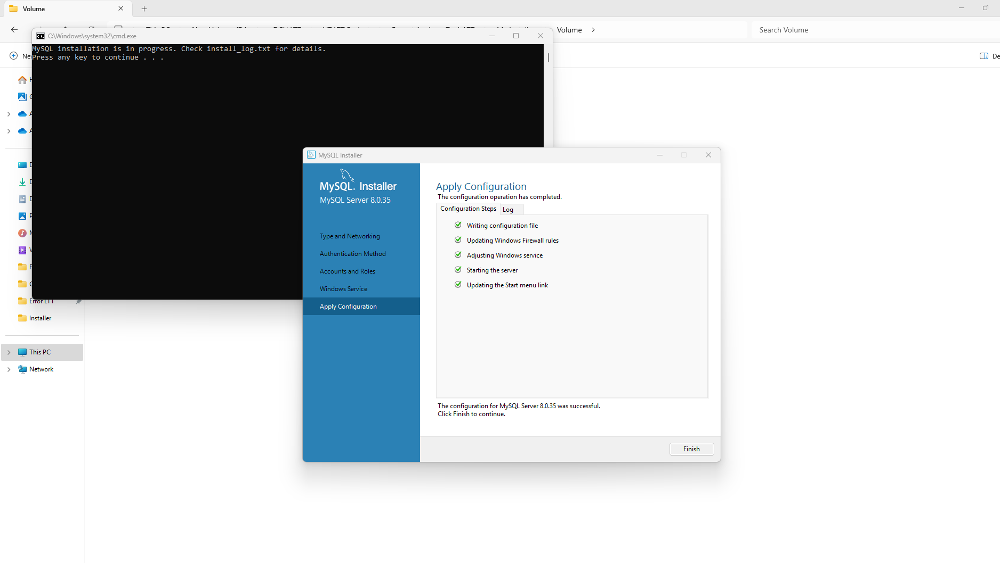 Volume
Volume
Search Volume
C:\Windows\system32\cmd.exe
MySQL installation is in progress. Check install_log.txt for details.
Press any key to continue . . .
Error LTT
Installer
This PC
Network
MySQL Installer
MySQL. Installer
MySQL Server 8.0.35
Type and Networking
Authentication Method
Accounts and Roles
Windows Service
Apply Configuration
Apply Configuration
The configuration operation has completed.
Configuration Steps
Log
Writing configuration file
Updating Windows Firewall rules
Adjusting Windows service
Starting the server
Updating the Start menu link
The configuration for MySQL Server 8.0.35 was successful.
Click Finish to continue.
Finish